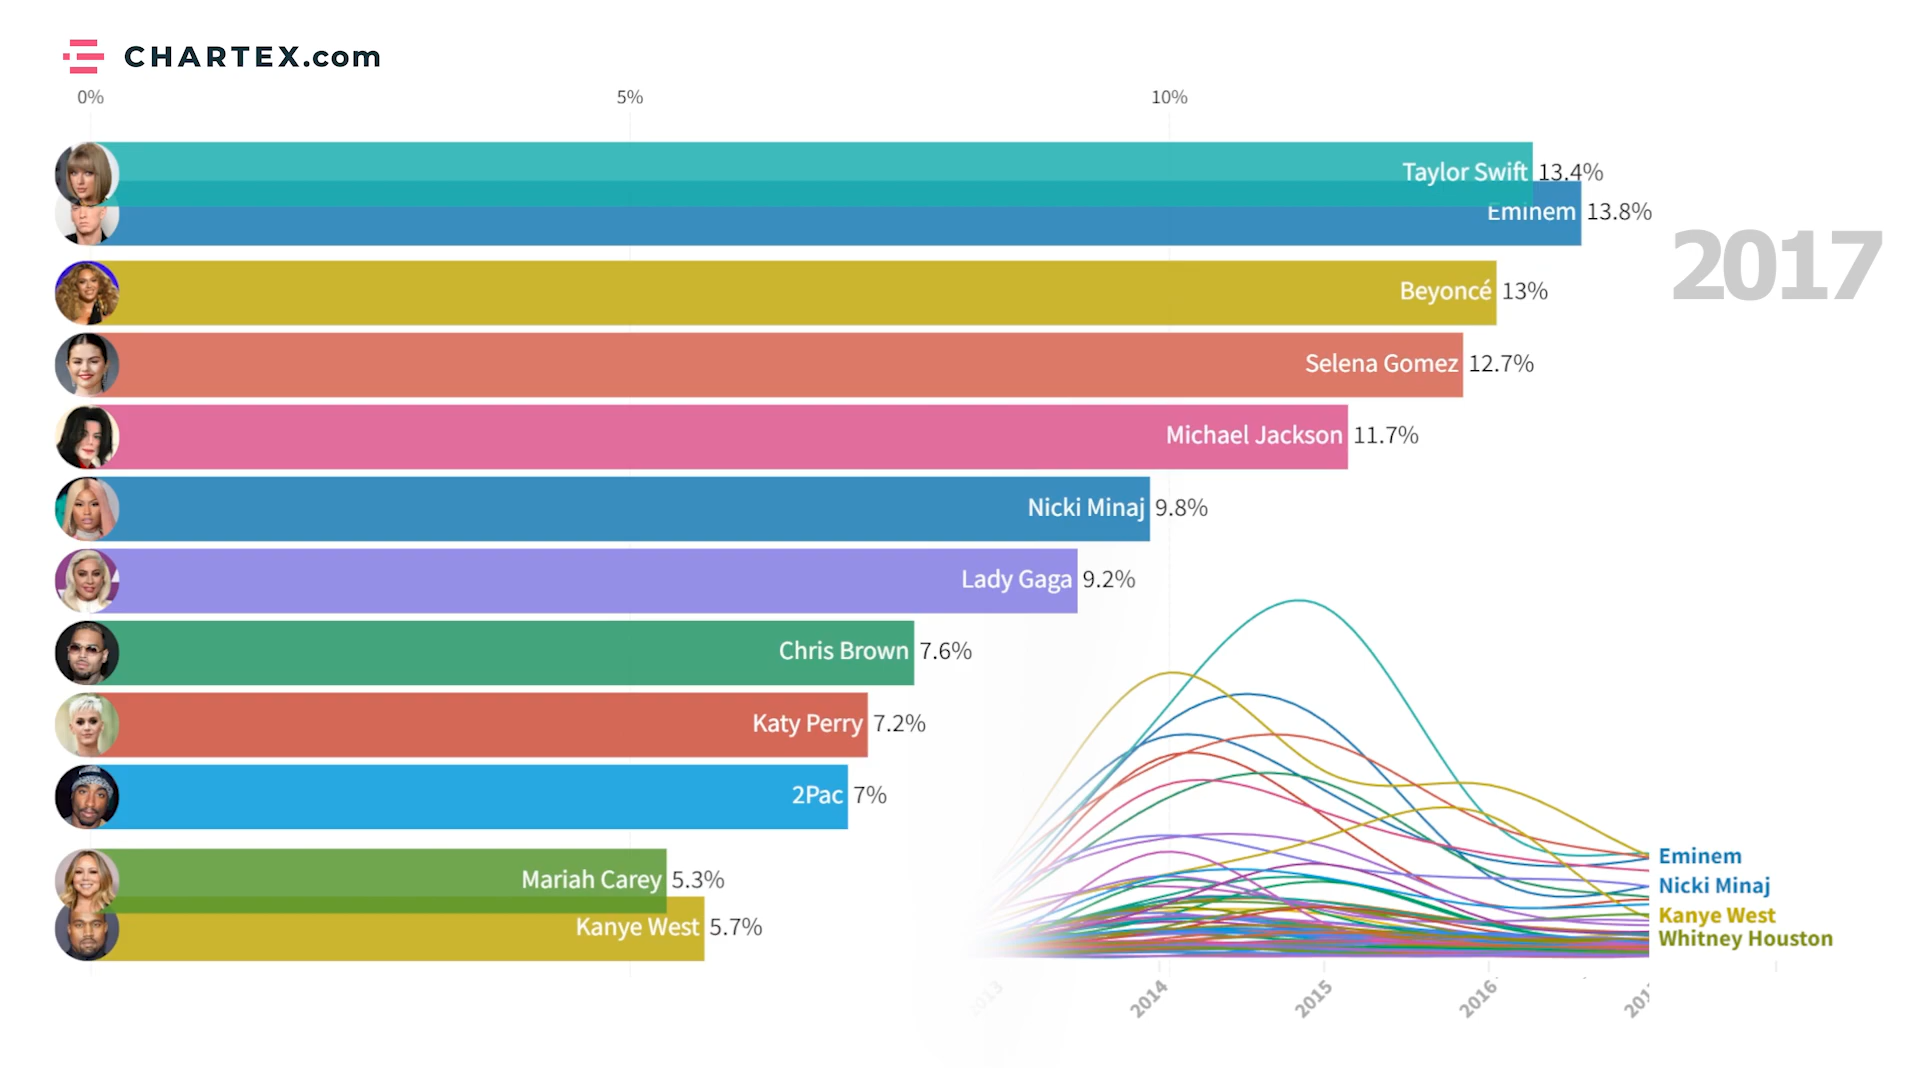 CHARTEX.com
0% 5% 10%
Taylor Swift 13.4%
Eminem 13.8%
2017
Beyoncé 13%
Selena Gomez 12.7%
Michael Jackson 11.7%
Nicki Minaj 9.8%
Lady Gaga 9.2%
Chris Brown 7.6%
Katy Perry 7.2%
2Pac 7%
Eminem
Mariah Carey 5.3%
Nicki Minaj
Kanye West 5.7%
Kanye West
Whitney Houston
2014 2015 2016